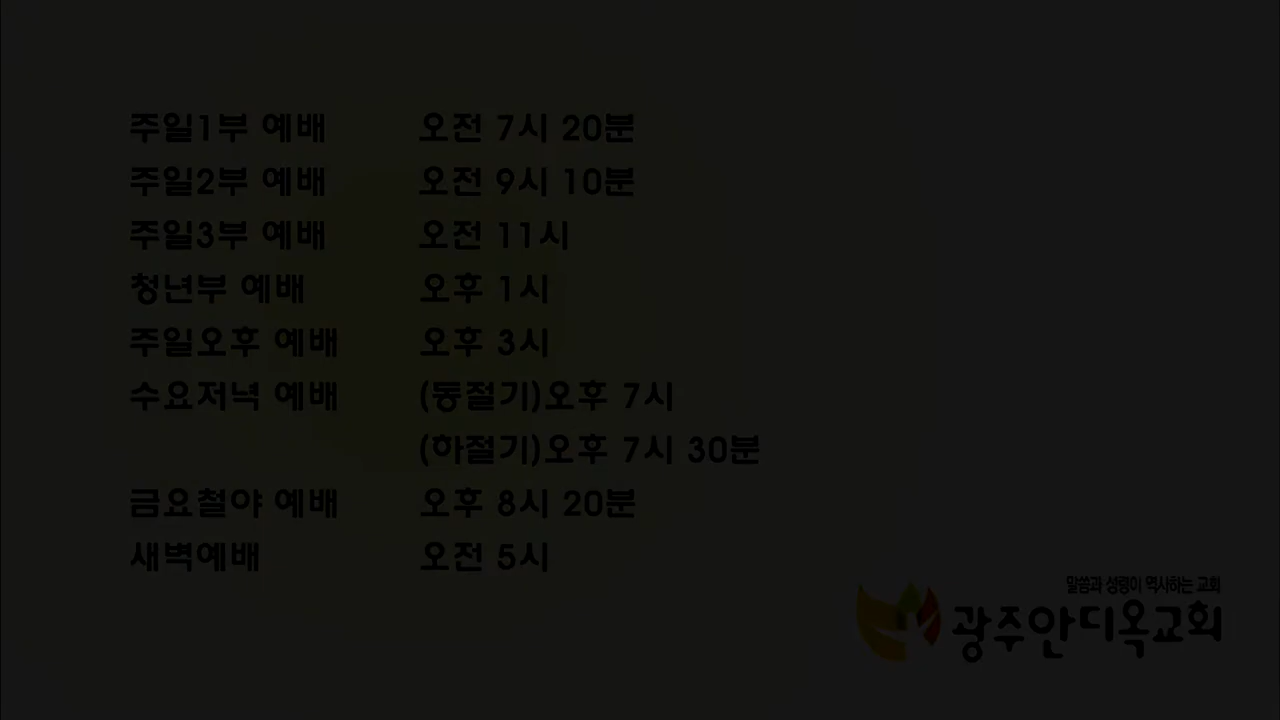 주일1부 예배 오전 7시 20분
주일2부 예배 오전 9시 10분
주일3부 예배 오전 11시
청년부 예배 오후 1시
주일오후 예배 오후 3시
수요저녁 예배 (동절기)오후 7시
(하절기)오후 7시 30분
금요철야 예배 오후 8시 20분
새벽예배 오전 5시
말씀과 성령이 역사하는 교회
광주안디옥교회